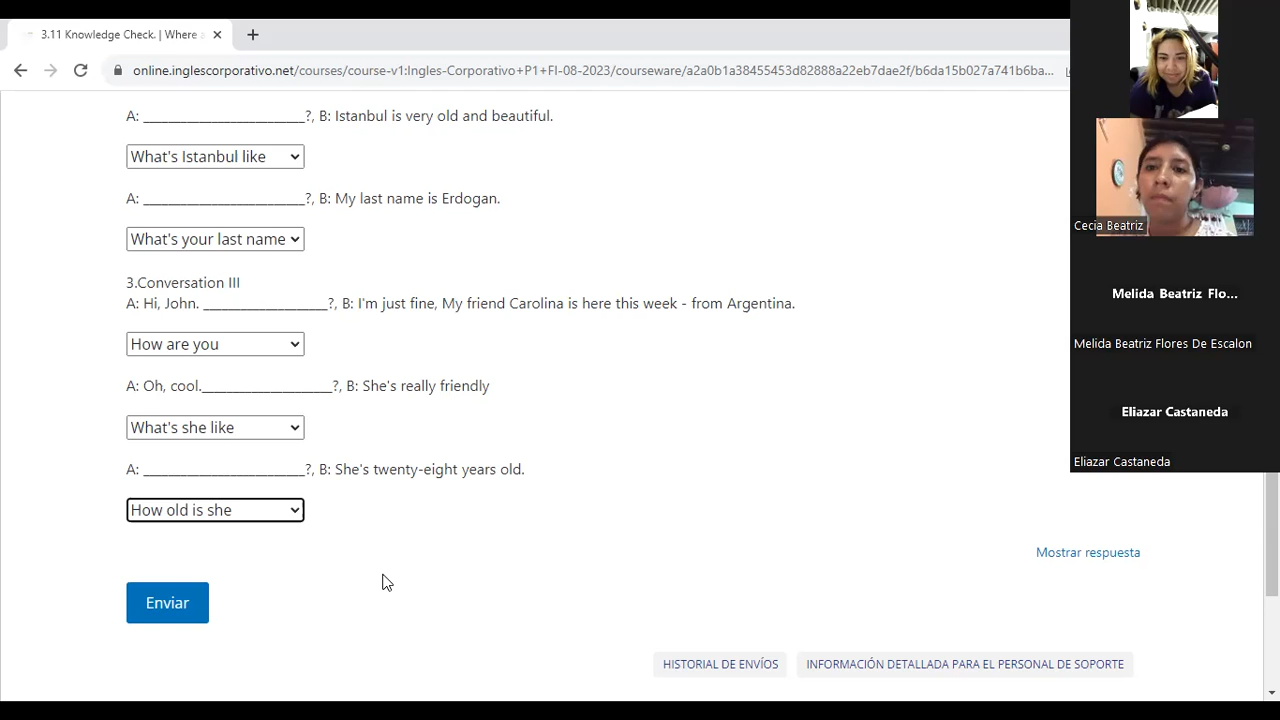 3.11 Knowledge Check. | Where a
online.inglescorporativo.net/courses/course-v1:Ingles-Corporativo+P1+FI-08-2023/courseware/a2a0b1a38455453d82888a22eb7dae2f/b6da15b027a741b6ba...
A: _________________________?, B: Istanbul is very old and beautiful.
What's Istanbul like
A: _________________________?, B: My last name is Erdogan.
What's your last name
3.Conversation III
A: Hi, John. ___________________?, B: I'm just fine, My friend Carolina is here this week - from Argentina.
How are you
A: Oh, cool.____________________?, B: She's really friendly
What's she like
A: _________________________?, B: She's twenty-eight years old.
How old is she
Mostrar respuesta
Enviar
HISTORIAL DE ENVÍOS
INFORMACIÓN DETALLADA PARA EL PERSONAL DE SOPORTE
Cecia Beatriz
Melida Beatriz Flo...
Melida Beatriz Flores De Escalon
Eliazar Castaneda
Eliazar Castaneda